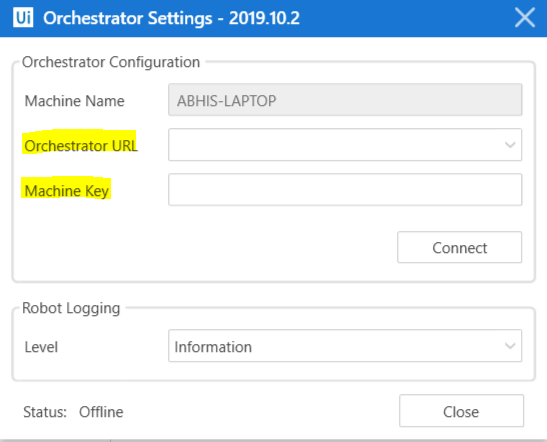 Ui Orchestrator Settings - 2019.10.2
Orchestrator Configuration
Machine Name ABHIS-LAPTOP
Orchestrator URL
Machine Key
Connect
Robot Logging
Level Information
Status: Offline Close